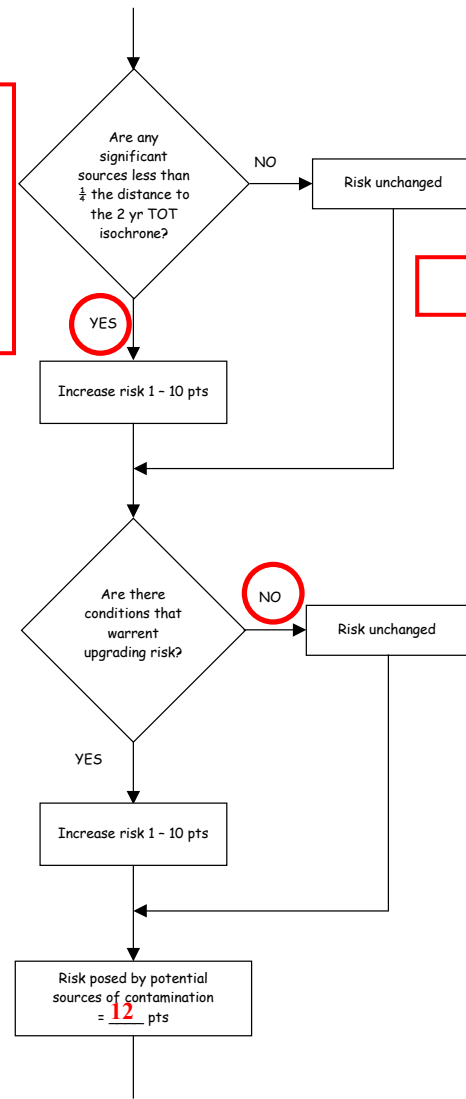 Are any
significant
sources less than
¼ the distance to
the 2 yr TOT
isochrone?
NO
Risk unchanged
YES
Increase risk 1 – 10 pts
Are there
conditions that
warrent
upgrading risk?
NO
Risk unchanged
YES
Increase risk 1 – 10 pts
Risk posed by potential
sources of contamination
= 12 pts